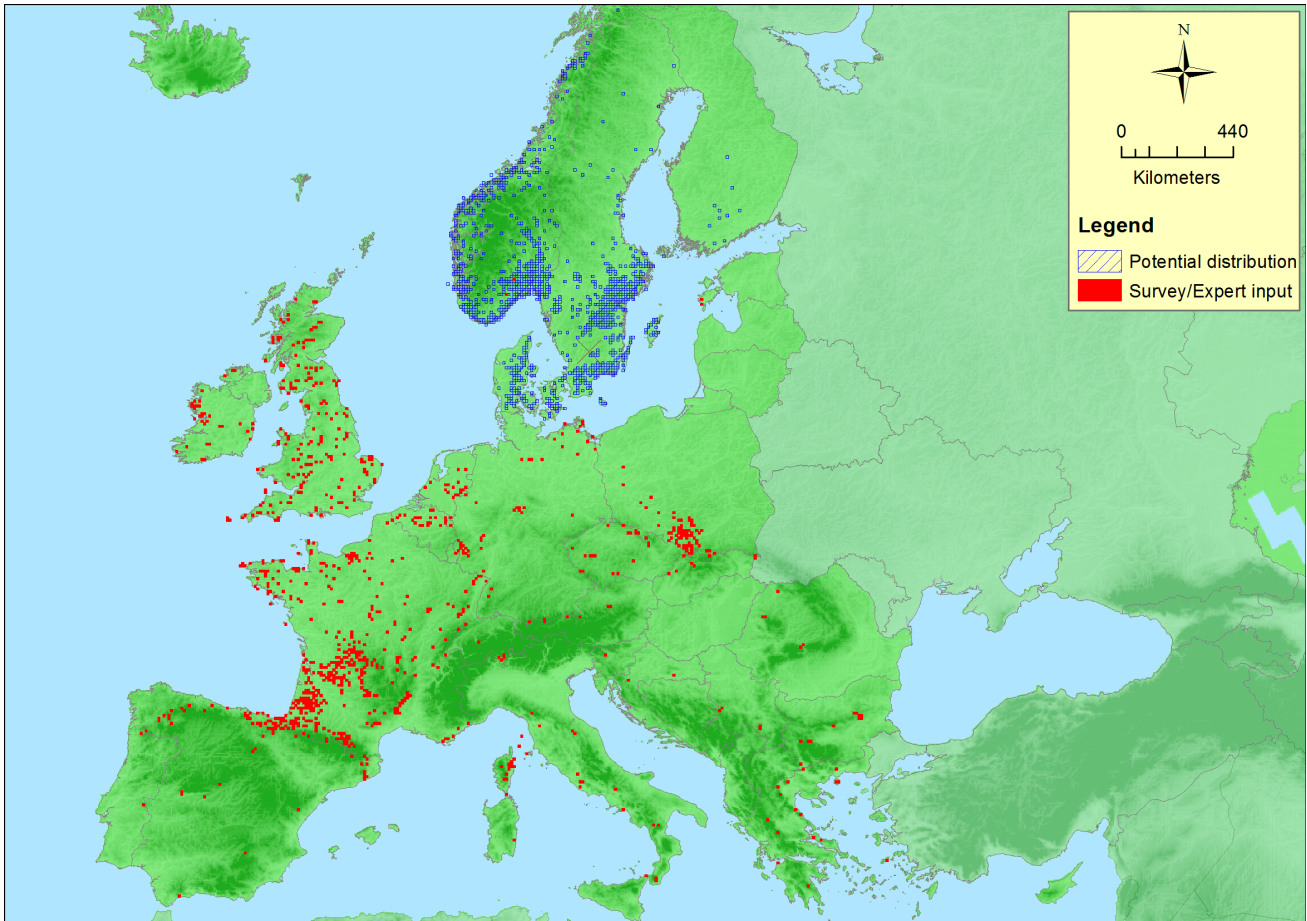 N
0 440
Kilometers
Legend
Potential distribution
Survey/Expert input